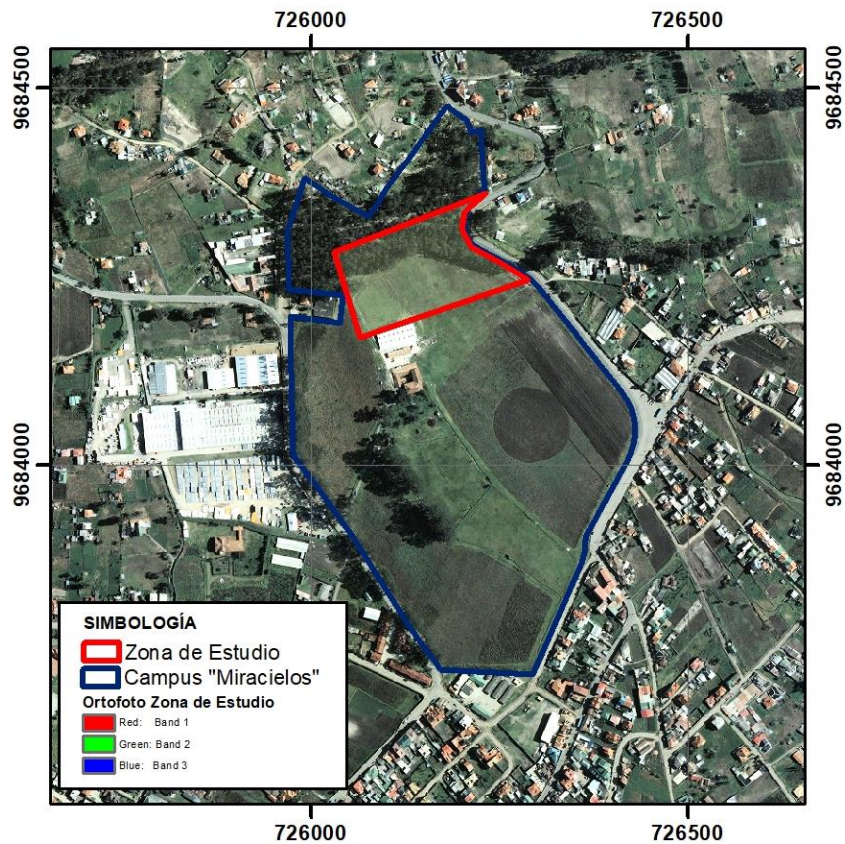 726000 726500
9684500 9684500
9684000 9684000
SIMBOLOGÍA
Zona de Estudio
Campus "Miracielos"
Ortofoto Zona de Estudio
Red: Band 1
Green: Band 2
Blue: Band 3
726000 726500